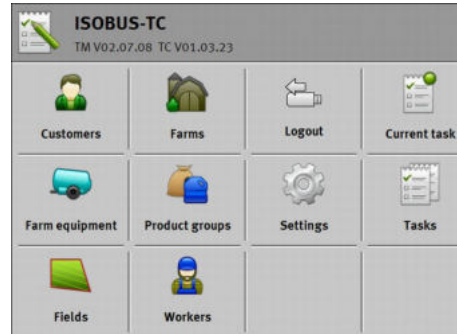 ISOBUS-TC
TM V02.07.08 TC V01.03.23
Customers
Farms
Logout
Current task
Farm equipment
Product groups
Settings
Tasks
Fields
Workers